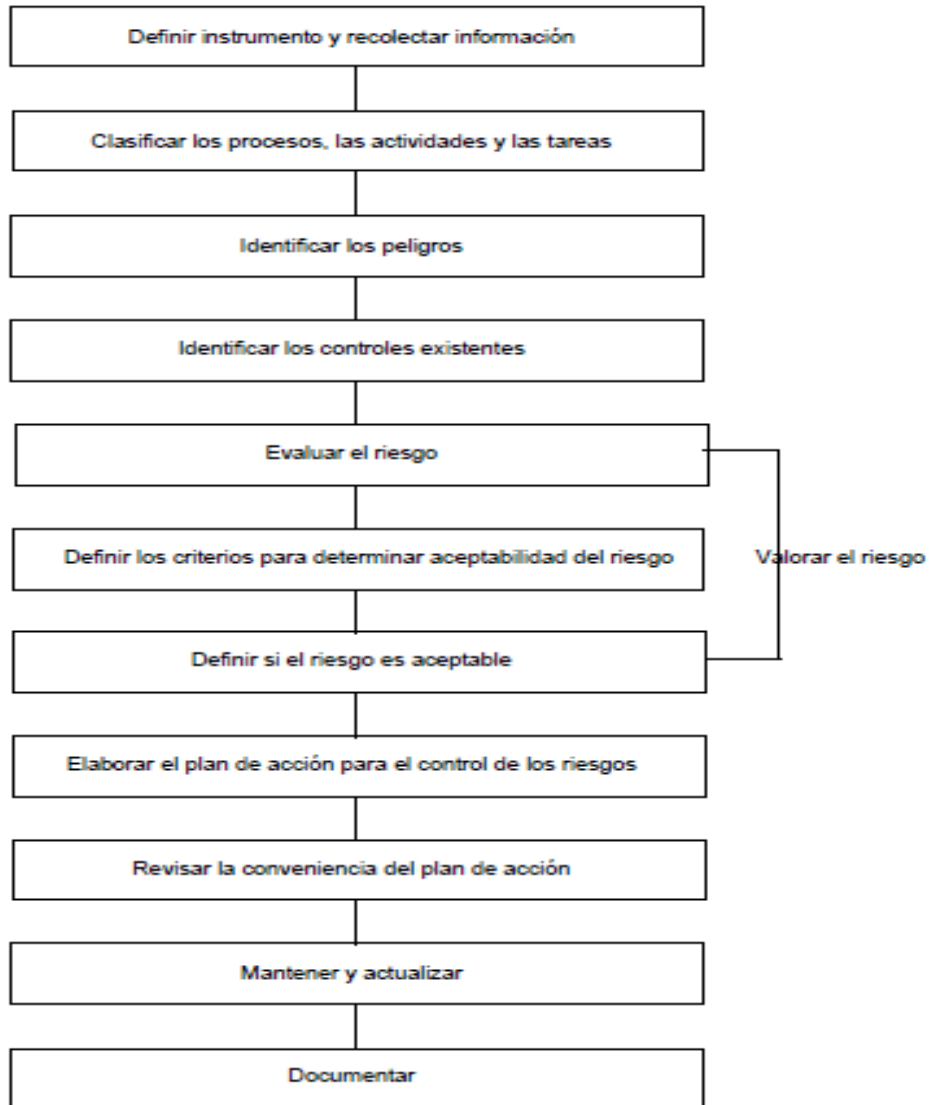 Definir instrumento y recolectar información
Clasificar los procesos, las actividades y las tareas
Identificar los peligros
Identificar los controles existentes
Evaluar el riesgo
Definir los criterios para determinar aceptabilidad del riesgo
Valorar el riesgo
Definir si el riesgo es aceptable
Elaborar el plan de acción para el control de los riesgos
Revisar la conveniencia del plan de acción
Mantener y actualizar
Documentar